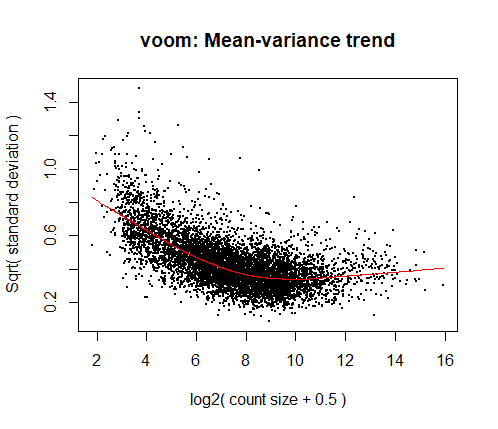 voom: Mean-variance trend
Sqrt( standard deviation )
1.4
1.0
0.6
0.2
2 4 6 8 10 12 14 16
log2( count size + 0.5 )